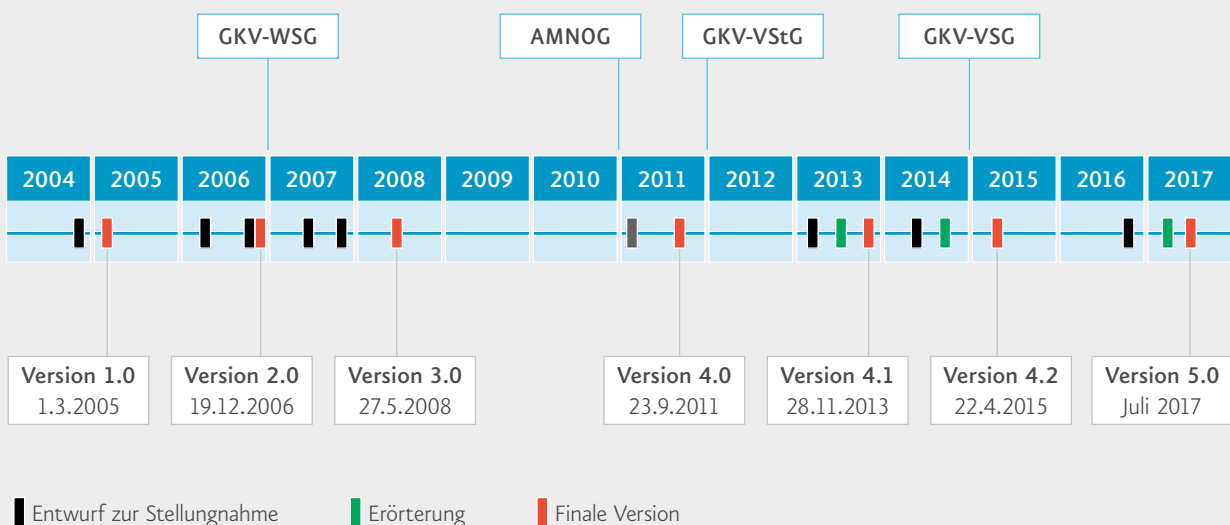 GKV-WSG
AMNOG
GKV-VStG
GKV-VSG
2004 2005 2006 2007 2008 2009 2010 2011 2012 2013 2014 2015 2016 2017
Version 1.0
1.3.2005
Version 2.0
19.12.2006
Version 3.0
27.5.2008
Version 4.0
23.9.2011
Version 4.1
28.11.2013
Version 4.2
22.4.2015
Version 5.0
Juli 2017
Entwurf zur Stellungnahme
Erörterung
Finale Version